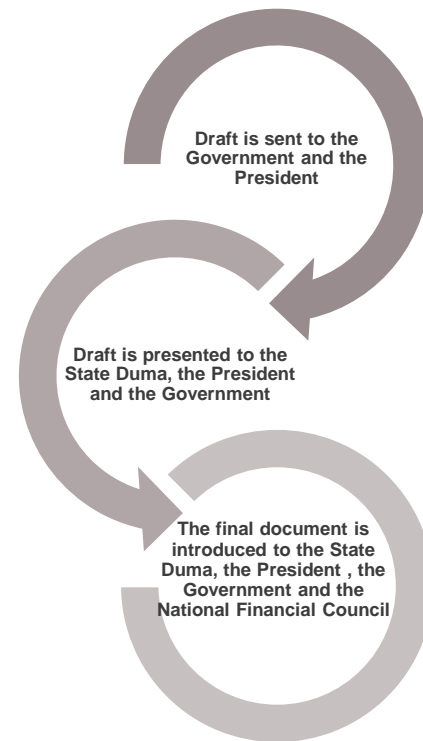 Draft is sent to the
Government and the
President
Draft is presented to the
State Duma, the President
and the Government
The final document is
introduced to the State
Duma, the President , the
Government and the
National Financial Council